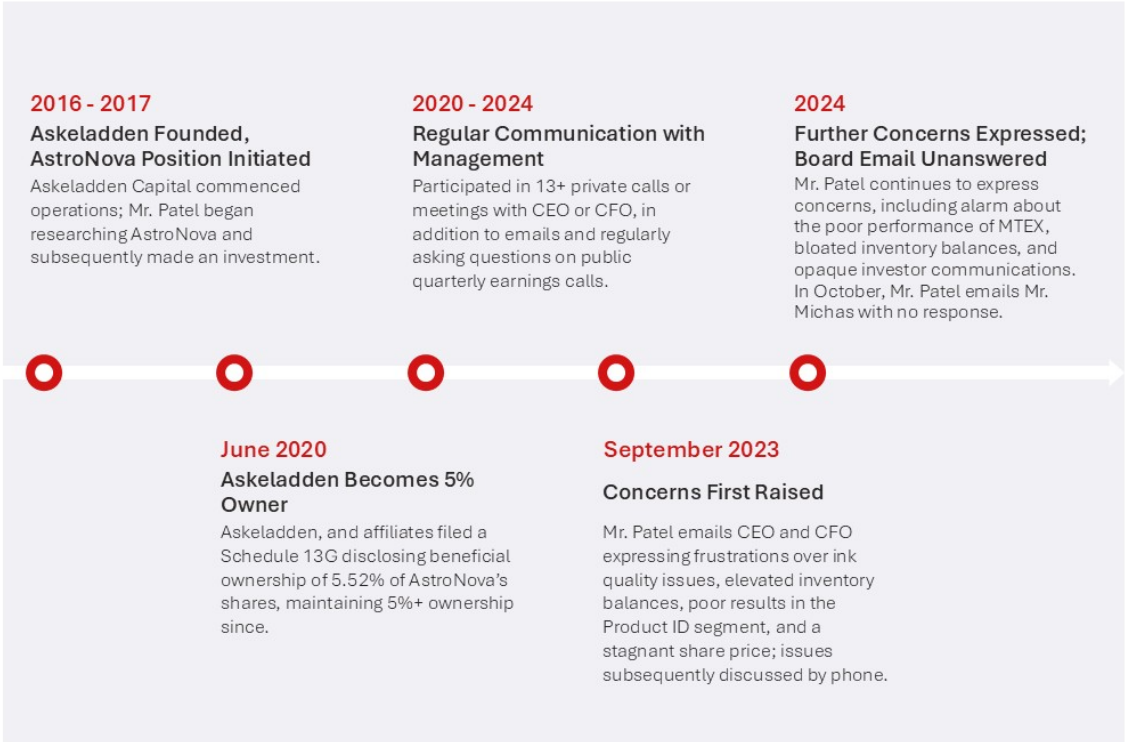 2016 - 2017
Askeladden Founded,
AstroNova Position Initiated
Askeladden Capital commenced
operations; Mr. Patel began
researching AstroNova and
subsequently made an investment.
2020 - 2024
Regular Communication with
Management
Participated in 13+ private calls or
meetings with CEO or CFO, in
addition to emails and regularly
asking questions on public
quarterly earnings calls.
2024
Further Concerns Expressed;
Board Email Unanswered
Mr. Patel continues to express
concerns, including alarm about
the poor performance of MTEX,
bloated inventory balances, and
opaque investor communications.
In October, Mr. Patel emails Mr.
Michas with no response.
June 2020
Askeladden Becomes 5%
Owner
Askeladden, and affiliates filed a
Schedule 13G disclosing beneficial
ownership of 5.52% of AstroNova’s
shares, maintaining 5%+ ownership
since.
September 2023
Concerns First Raised
Mr. Patel emails CEO and CFO
expressing frustrations over ink
quality issues, elevated inventory
balances, poor results in the
Product ID segment, and a
stagnant share price; issues
subsequently discussed by phone.